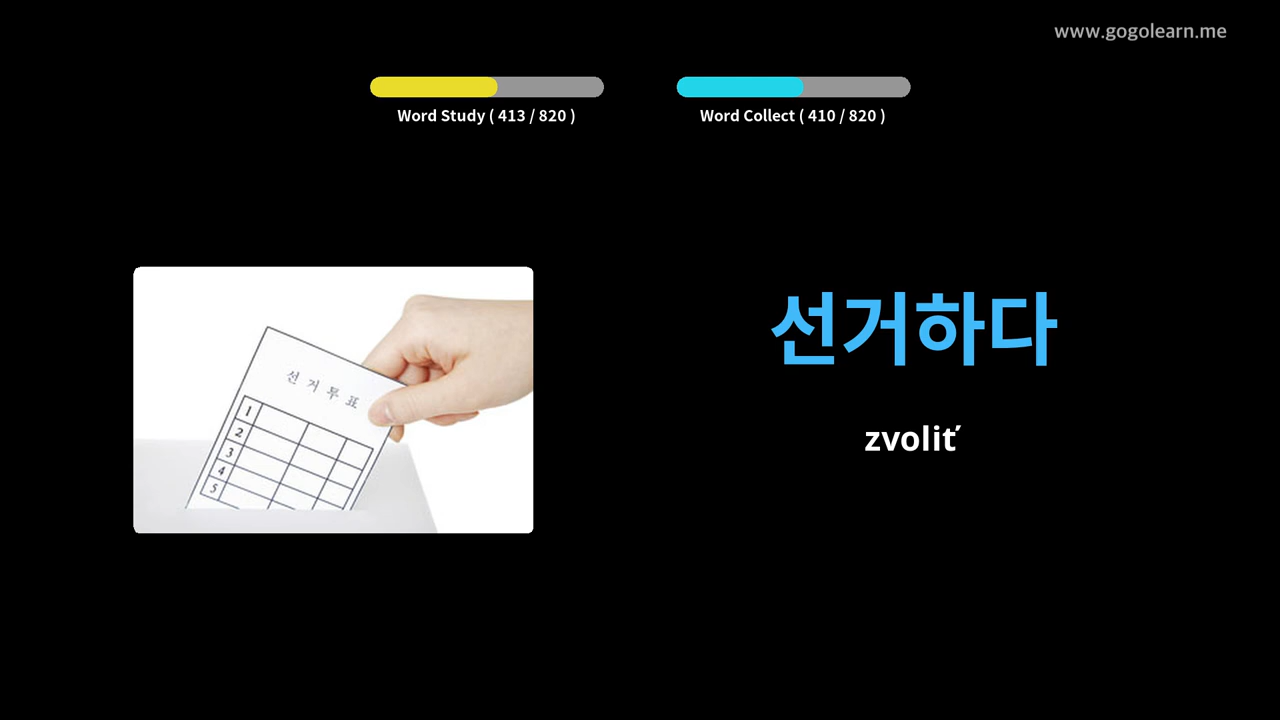 www.gogolearn.me
Word Study ( 413 / 820 )
Word Collect ( 410 / 820 )
선거하다
zvoliť
선거투표
1
2
3
4
5